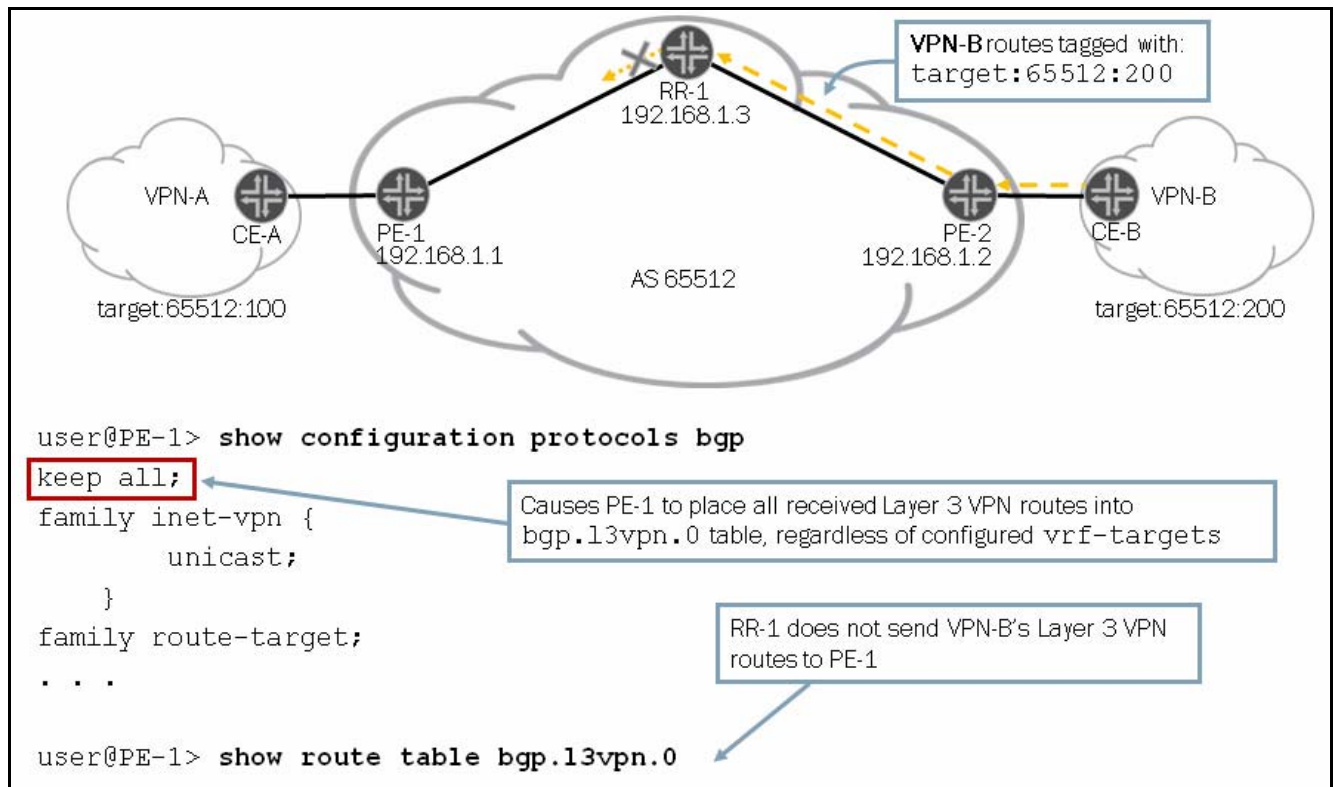 VPN-B routes tagged with:
target:65512:200
RR-1
192.168.1.3
VPN-A
CE-A
PE-1
192.168.1.1
PE-2
192.168.1.2
CE-B
VPN-B
AS 65512
target:65512:100
target:65512:200
user@PE-1> show configuration protocols bgp
keep all;
Causes PE-1 to place all received Layer 3 VPN routes into
bgp.l3vpn.0 table, regardless of configured vrf-targets
family inet-vpn {
unicast;
}
family route-target;
. . .
RR-1 does not send VPN-B's Layer 3 VPN
routes to PE-1
user@PE-1> show route table bgp.l3vpn.0